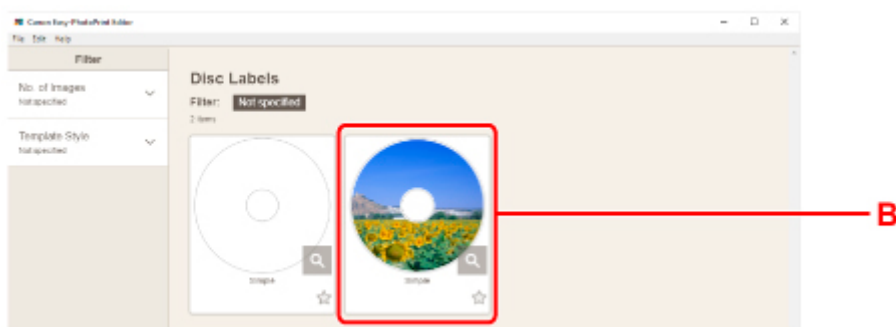 Canon Easy-PhotoPrint Editor
File Edit Help
Filter
No. of Images
Not specified
Template Style
Not specified
Disc Labels
Filter: Not specified
2 items
Simple
Simple
B